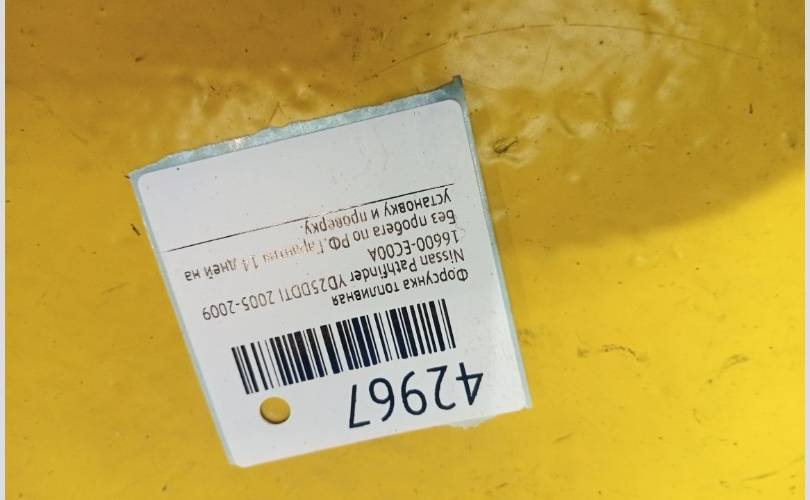 42967
Форсунка топливная
Nissan Pathfinder YD25DDTI 2005-2009
16600-EC00A
Без пробега по РФ. Гарантия 14 дней на
установку и проверку.